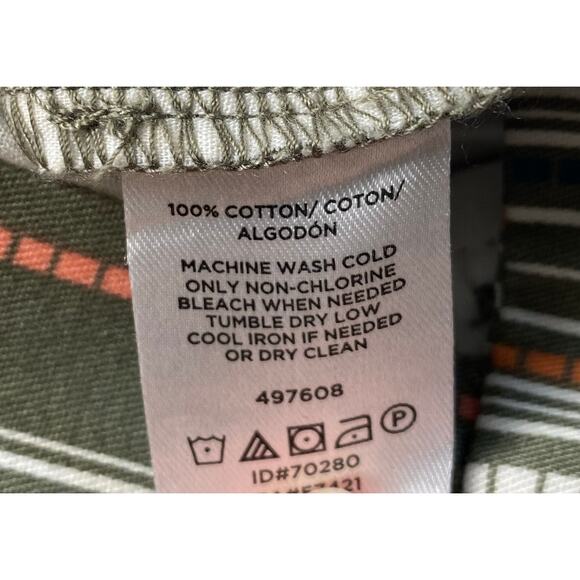 100% COTTON/ COTON/
ALGODÓN
MACHINE WASH COLD
ONLY NON-CHLORINE
BLEACH WHEN NEEDED
TUMBLE DRY LOW
COOL IRON IF NEEDED
OR DRY CLEAN
497608
P
ID#70280